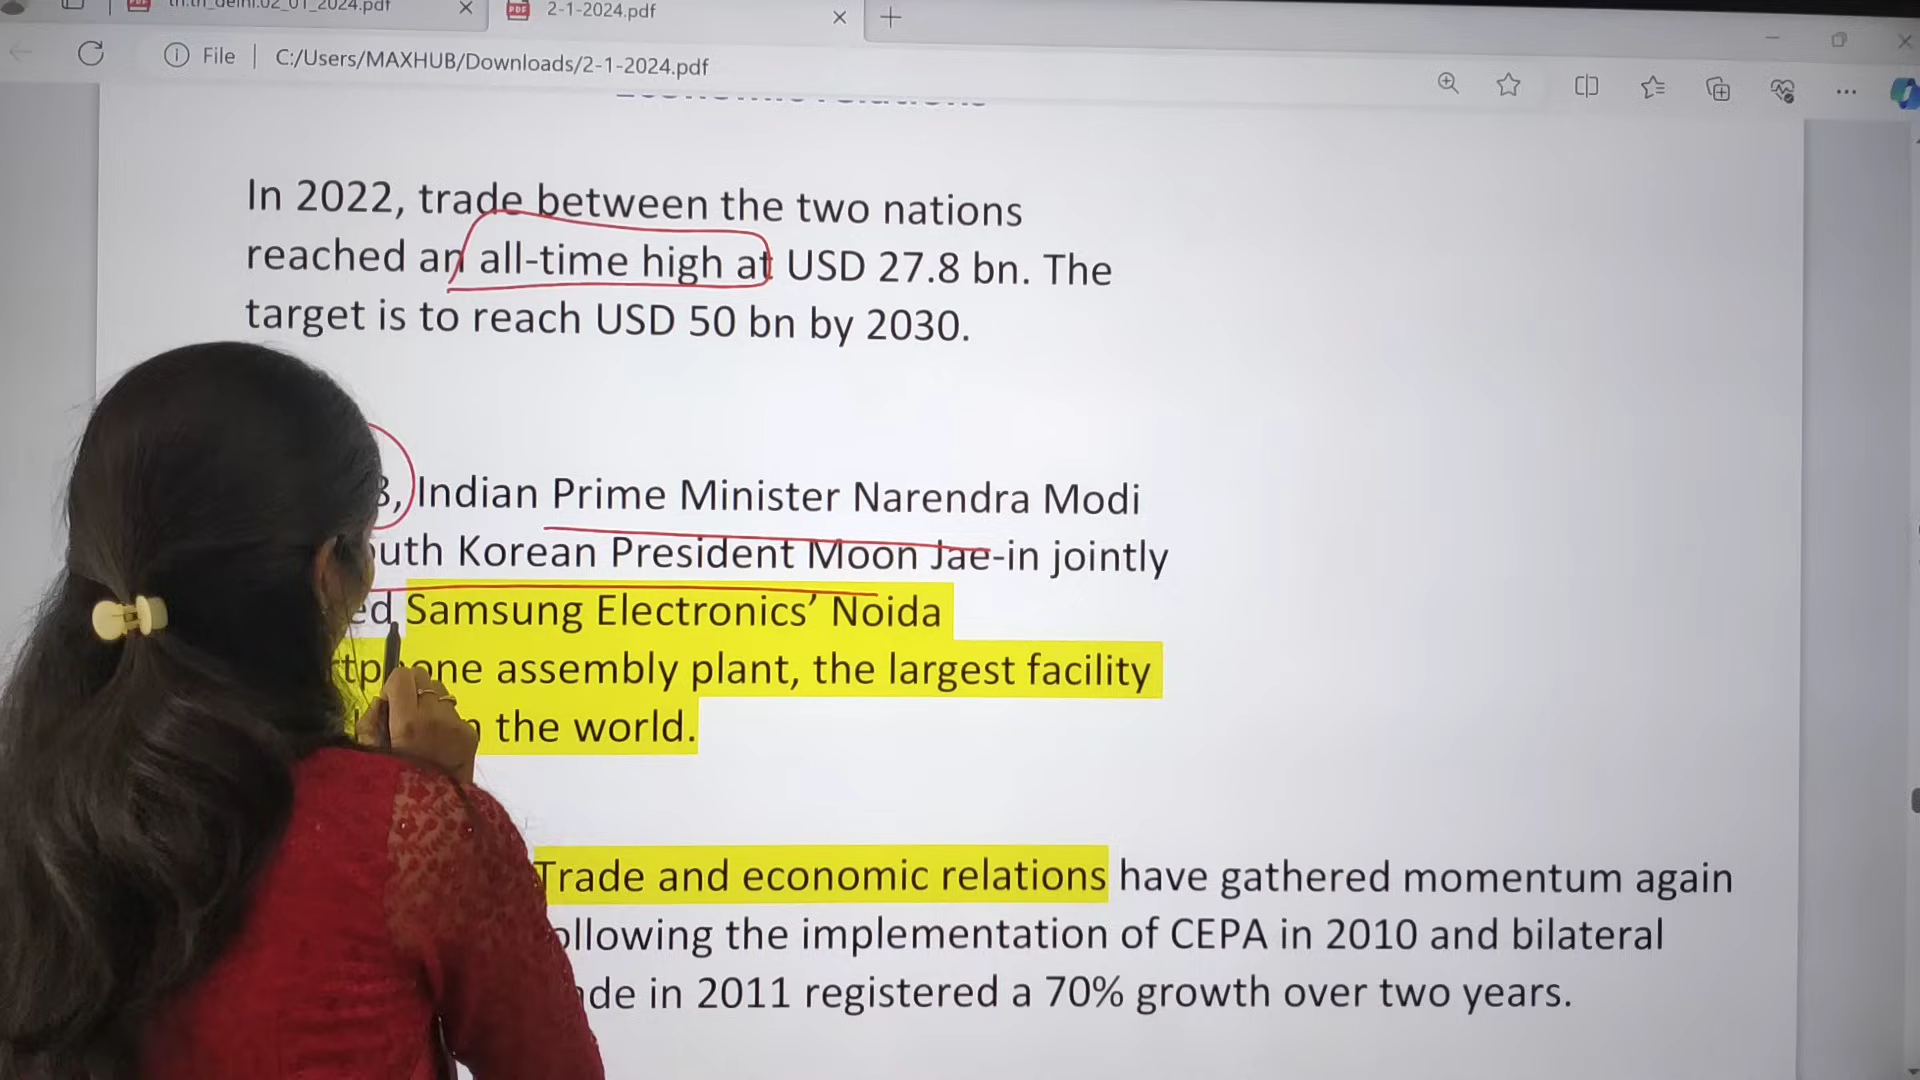 2-1-2024.pdf
File
C:/Users/MAXHUB/Downloads/2-1-2024.pdf
In 2022, trade between the two nations
reached an all-time high at USD 27.8 bn. The
target is to reach USD 50 bn by 2030.
Indian Prime Minister Narendra Modi
Korean President Moon Jae-in jointly
Samsung Electronics’ Noida
assembly plant, the largest facility
the world.
Trade and economic relations have gathered momentum again
the implementation of CEPA in 2010 and bilateral
in 2011 registered a 70% growth over two years.